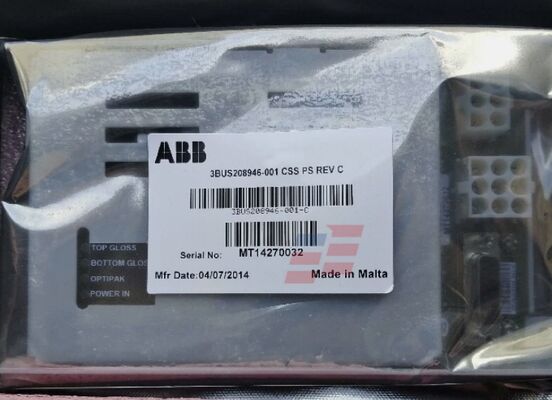 ABB
3BUS208946-001 CSS PS REV C
3BUS208946-001-C
Serial No: MT14270032
Mfr Date:04/07/2014 Made in Malta
TOP GLOSS
BOTTOM GLOS
OPTIPAK
POWER IN